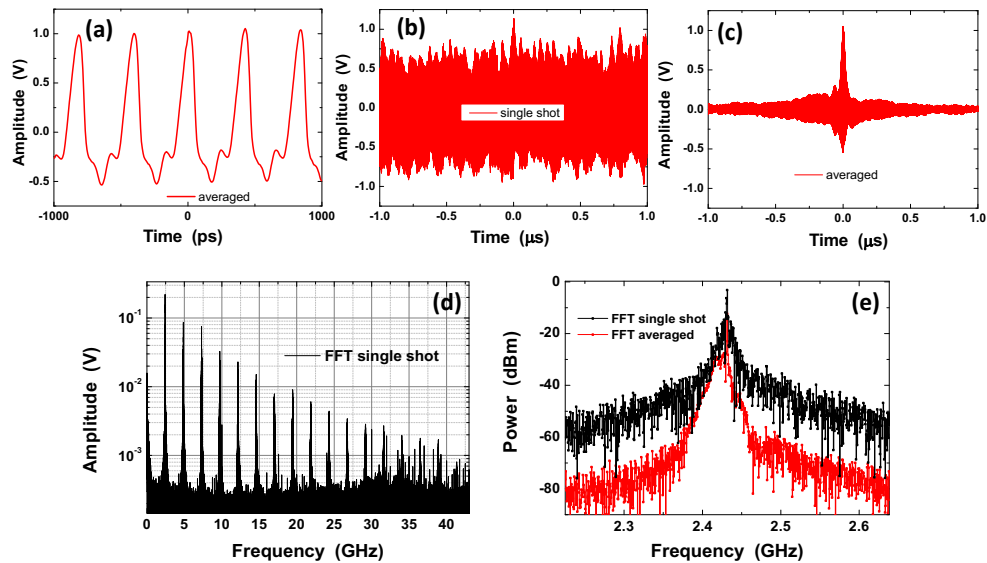 (a)
1.0
0.5
0.0
-0.5
Amplitude (V)
averaged
-1000
0
1000
Time (ps)
(b)
1.0
0.5
0.0
-0.5
-1.0
Amplitude (V)
single shot
-1.0
-0.5
0.0
0.5
1.0
Time (μs)
(c)
1.0
0.5
0.0
-0.5
-1.0
Amplitude (V)
averaged
-1.0
-0.5
0.0
0.5
1.0
Time (μs)
(d)
10⁻¹
10⁻²
10⁻³
Amplitude (V)
FFT single shot
0
5
10
15
20
25
30
35
40
Frequency (GHz)
(e)
0
-20
-40
-60
-80
Power (dBm)
FFT single shot
FFT averaged
2.3
2.4
2.5
2.6
Frequency (GHz)